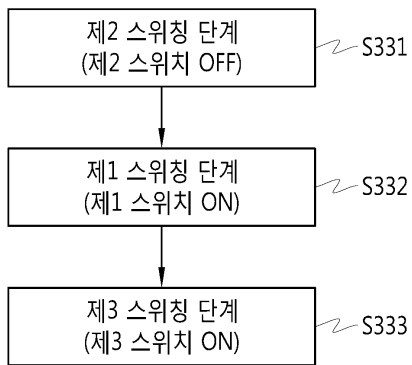 제2 스위칭 단계
(제2 스위치 OFF)
S331
제1 스위칭 단계
(제1 스위치 ON)
S332
제3 스위칭 단계
(제3 스위치 ON)
S333